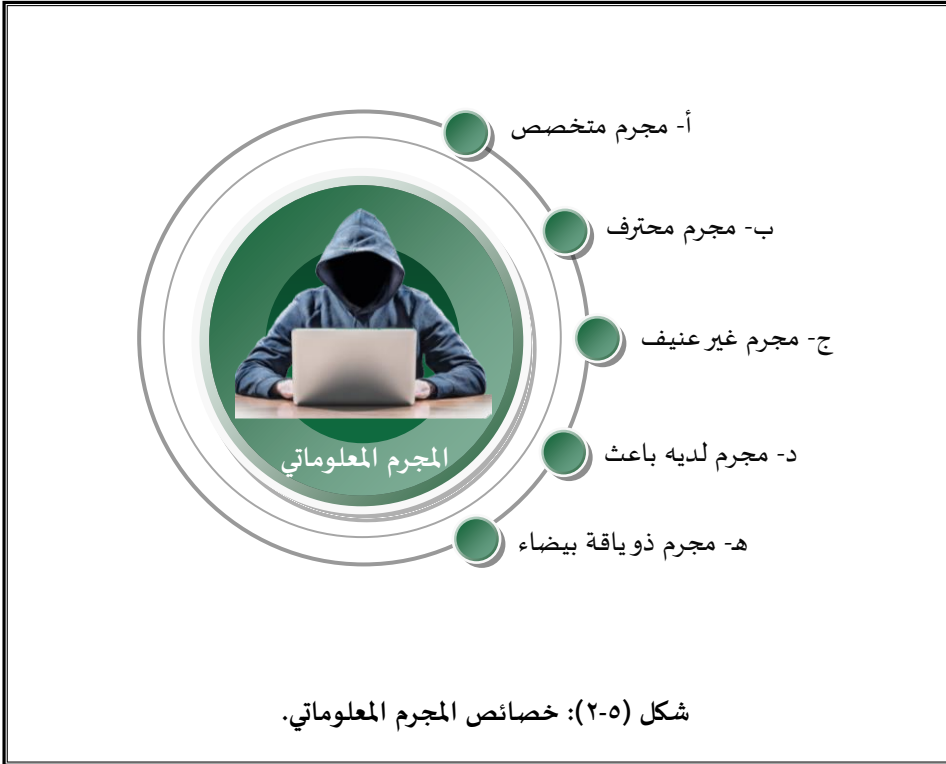 أ- مجرم متخصص
ب- مجرم محترف
ج- مجرم غير عنيف
د- مجرم لديه باعث
هـ- مجرم ذو ياقة بيضاء
المجرم المعلوماتي
شكل (٥-٢): خصائص المجرم المعلوماتي.